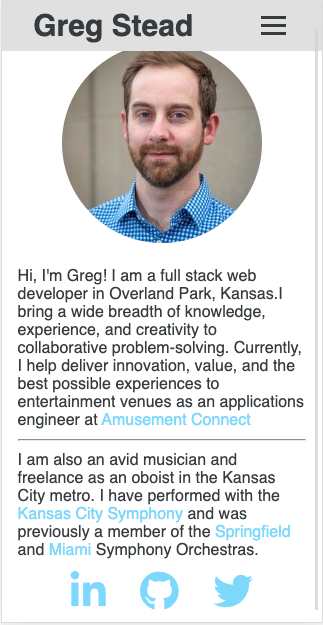 Greg Stead
Hi, I'm Greg! I am a full stack web
developer in Overland Park, Kansas.I
bring a wide breadth of knowledge,
experience, and creativity to
collaborative problem-solving. Currently,
I help deliver innovation, value, and the
best possible experiences to
entertainment venues as an applications
engineer at Amusement Connect
I am also an avid musician and
freelance as an oboist in the Kansas
City metro. I have performed with the
Kansas City Symphony and was
previously a member of the Springfield
and Miami Symphony Orchestras.
in